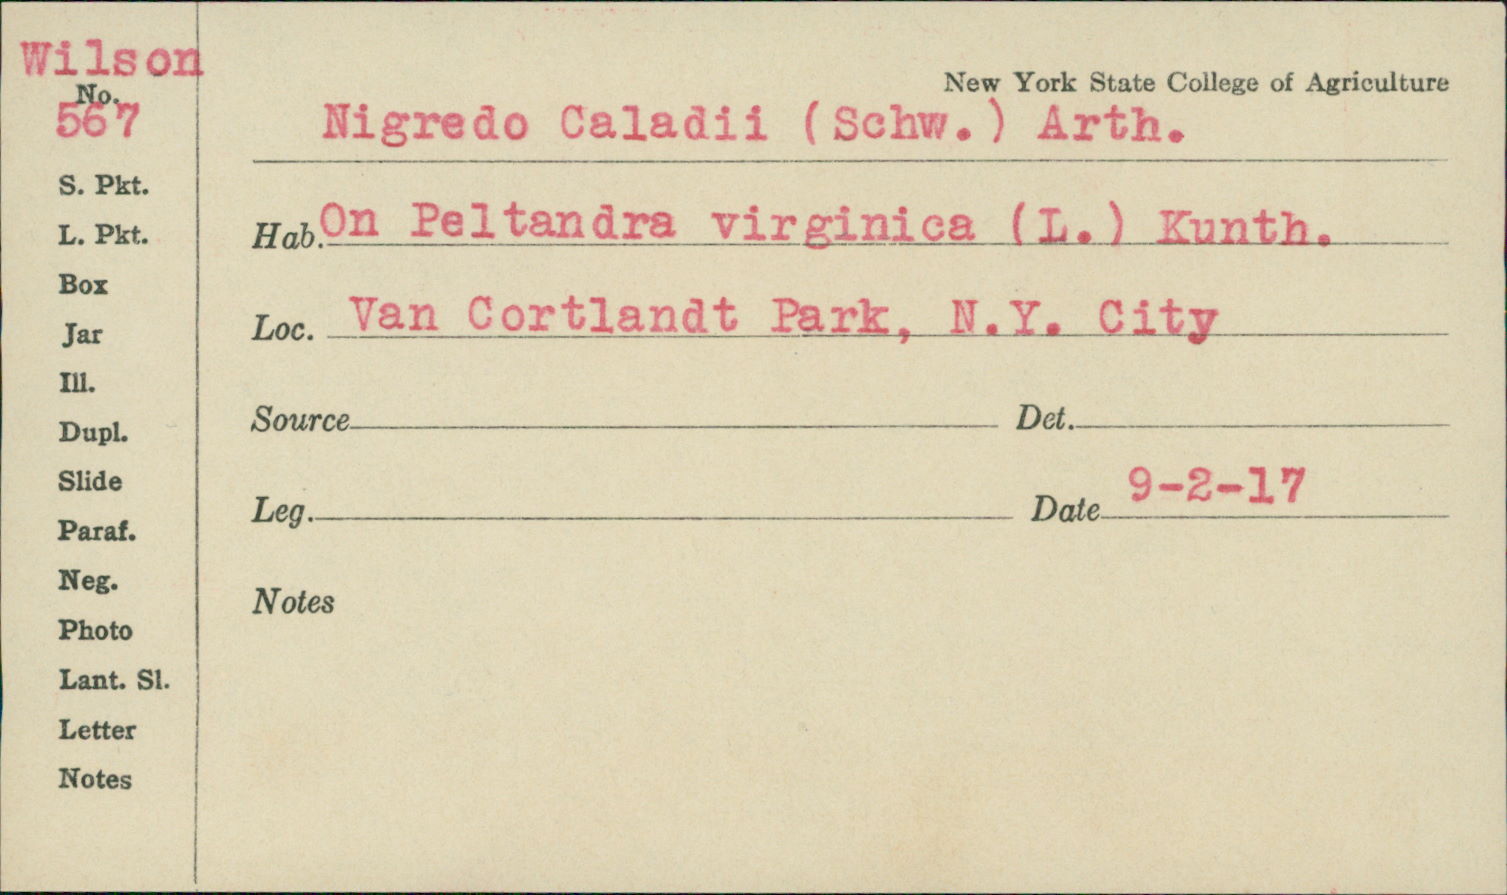 Wilson
No.
567
S. Pkt.
L. Pkt.
Box
Jar
Ill.
Dupl.
Slide
Paraf.
Neg.
Photo
Lant. Sl.
Letter
Notes
New York State College of Agriculture
Nigredo Caladii (Schw.) Arth.
Hab. On Peltandra virginica (L.) Kunth.
Loc. Van Cortlandt Park, N.Y. City
Source Det.
Leg. Date 9-2-17
Notes